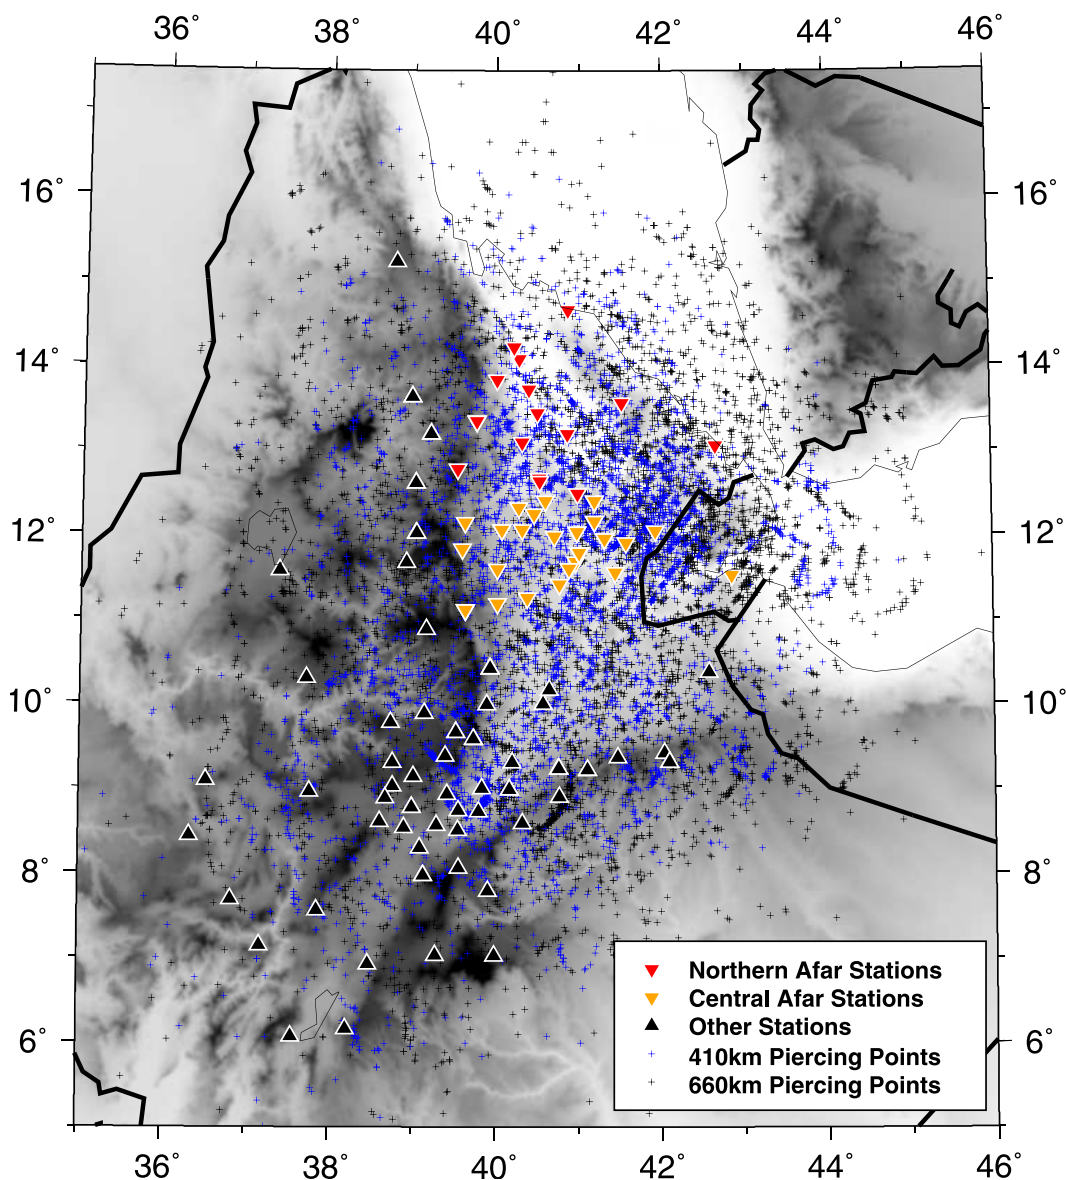 36° 38° 40° 42° 44° 46°
16° 16°
14° 14°
12° 12°
10° 10°
8° 8°
Northern Afar Stations
Central Afar Stations
Other Stations
6° 6°
410km Piercing Points
660km Piercing Points
36° 38° 40° 42° 44° 46°